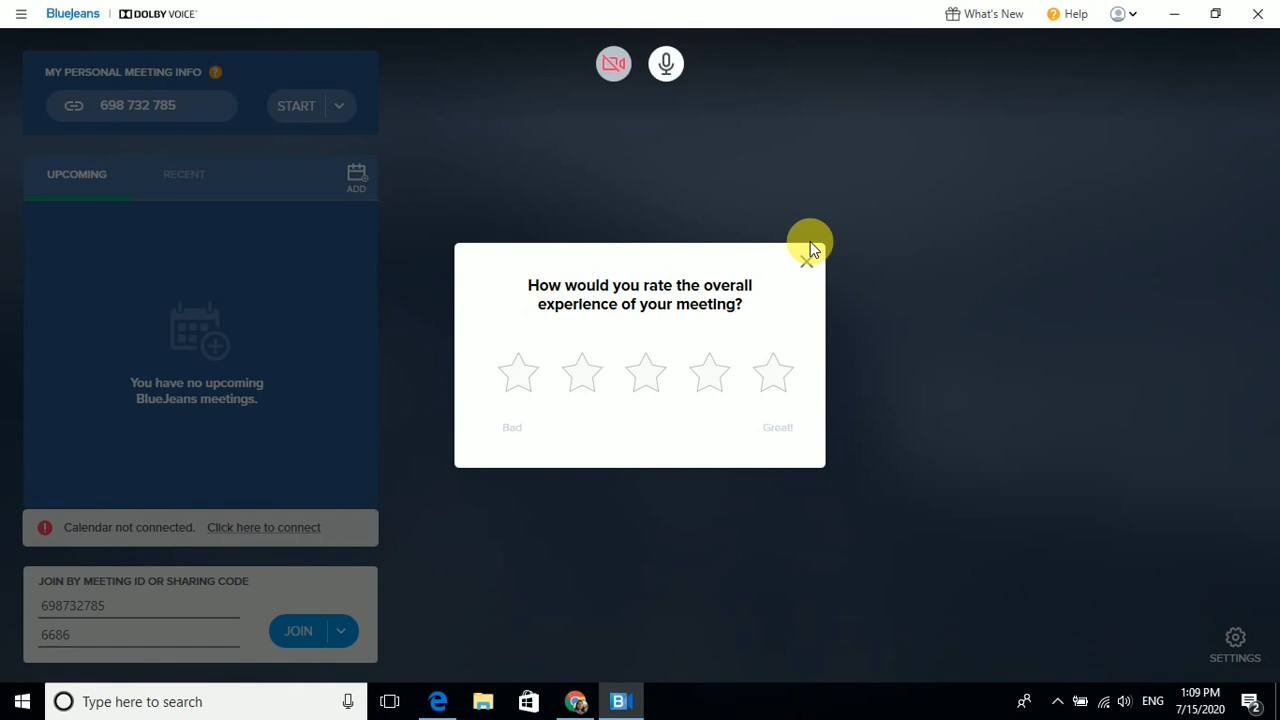 BlueJeans DOLBY VOICE® What's New ? Help
MY PERSONAL MEETING INFO ?
698 732 785 START
UPCOMING RECENT
ADD
How would you rate the overall
experience of your meeting?
Bad Great!
You have no upcoming
BlueJeans meetings.
! Calendar not connected. Click here to connect
JOIN BY MEETING ID OR SHARING CODE
698732785
6686
JOIN
SETTINGS
Type here to search
B
ENG
1:09 PM
7/15/2020
2